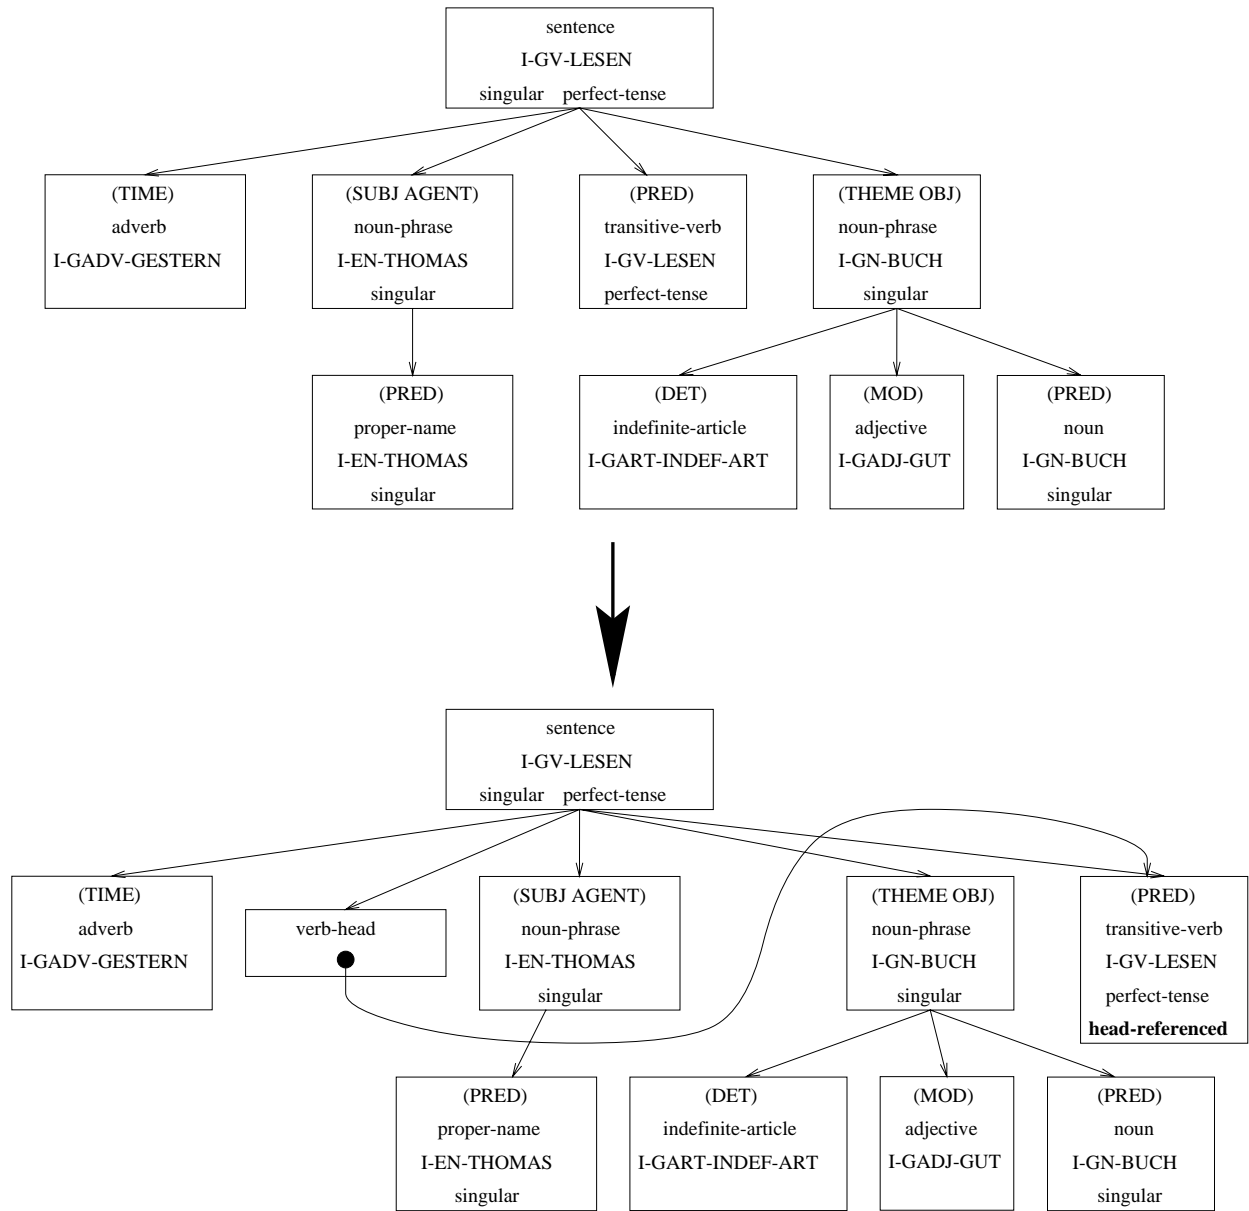 sentence
I-GV-LESEN
singular perfect-tense
(TIME)
adverb
I-GADV-GESTERN
(SUBJ AGENT)
noun-phrase
I-EN-THOMAS
singular
(PRED)
transitive-verb
I-GV-LESEN
perfect-tense
(THEME OBJ)
noun-phrase
I-GN-BUCH
singular
(PRED)
proper-name
I-EN-THOMAS
singular
(DET)
indefinite-article
I-GART-INDEF-ART
(MOD)
adjective
I-GADJ-GUT
(PRED)
noun
I-GN-BUCH
singular
sentence
I-GV-LESEN
singular perfect-tense
(TIME)
adverb
I-GADV-GESTERN
verb-head
(SUBJ AGENT)
noun-phrase
I-EN-THOMAS
singular
(THEME OBJ)
noun-phrase
I-GN-BUCH
singular
(PRED)
transitive-verb
I-GV-LESEN
perfect-tense
head-referenced
(PRED)
proper-name
I-EN-THOMAS
singular
(DET)
indefinite-article
I-GART-INDEF-ART
(MOD)
adjective
I-GADJ-GUT
(PRED)
noun
I-GN-BUCH
singular